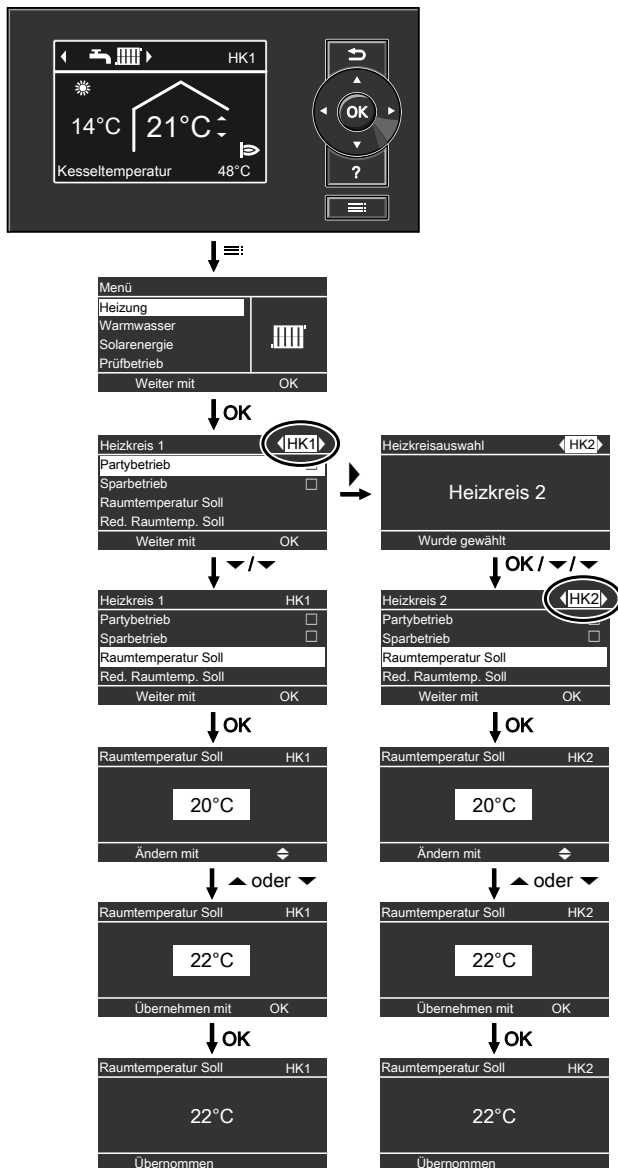 HK1
14°C 21°C
Kesseltemperatur 48°C
OK
?
Menü
Heizung
Warmwasser
Solarenergie
Prüfbetrieb
Weiter mit OK
OK
Heizkreis 1 HK1
Partybetrieb
Sparbetrieb
Raumtemperatur Soll
Red. Raumtemp. Soll
Weiter mit OK
Heizkreisauswahl HK2
Heizkreis 2
Wurde gewählt
/
OK / /
Heizkreis 1 HK1
Partybetrieb
Sparbetrieb
Raumtemperatur Soll
Red. Raumtemp. Soll
Weiter mit OK
Heizkreis 2 HK2
Partybetrieb
Sparbetrieb
Raumtemperatur Soll
Red. Raumtemp. Soll
Weiter mit OK
OK
OK
Raumtemperatur Soll HK1
20°C
Ändern mit
Raumtemperatur Soll HK2
20°C
Ändern mit
oder
oder
Raumtemperatur Soll HK1
22°C
Übernehmen mit OK
Raumtemperatur Soll HK2
22°C
Übernehmen mit OK
OK
OK
Raumtemperatur Soll HK1
22°C
Übernommen
Raumtemperatur Soll HK2
22°C
Übernommen